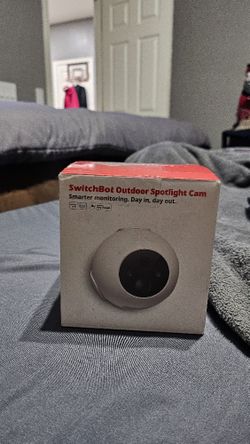 SwitchBot Outdoor Spotlight Cam
Smarter monitoring. Day in, day out.